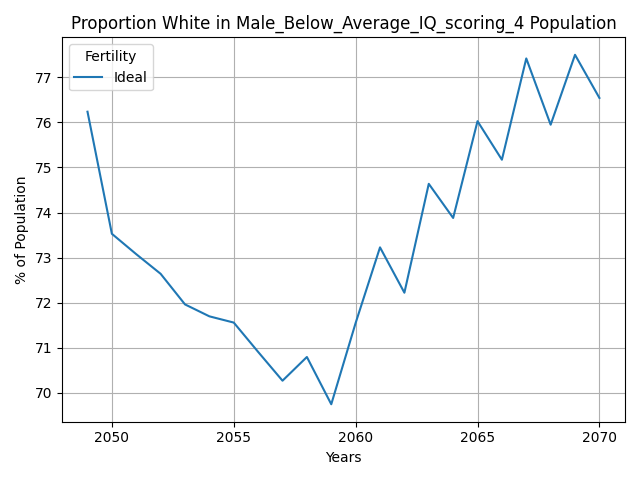 Proportion White in Male_Below_Average_IQ_scoring_4 Population
Fertility
Ideal
% of Population
77
76
75
74
73
72
71
70
2050
2055
2060
2065
2070
Years